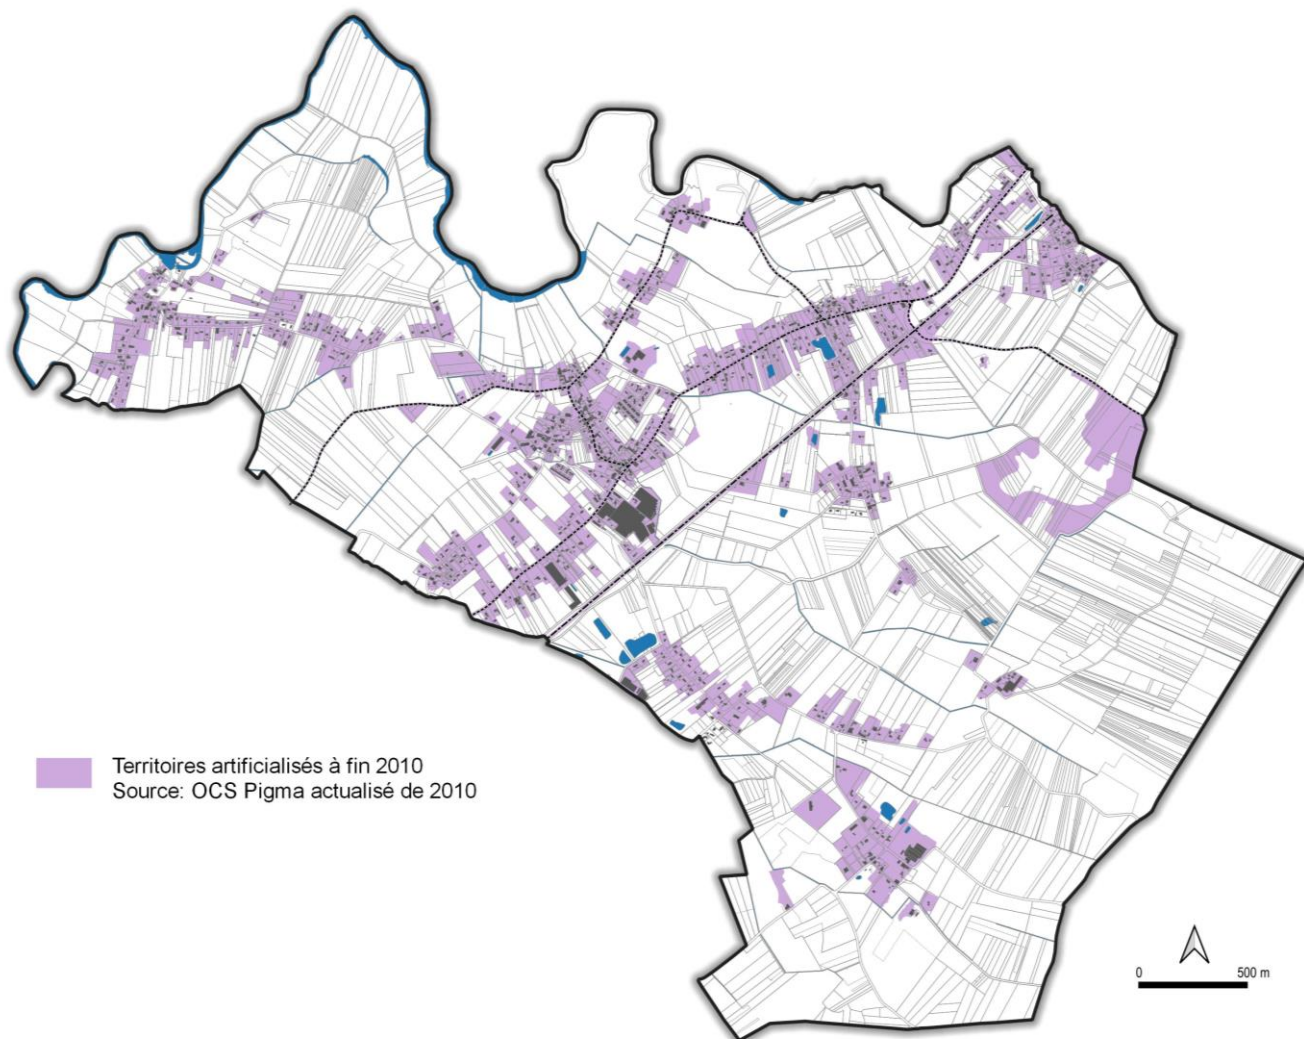 Territoires artificialisés à fin 2010
Source: OCS Pigma actualisé de 2010
0 500 m